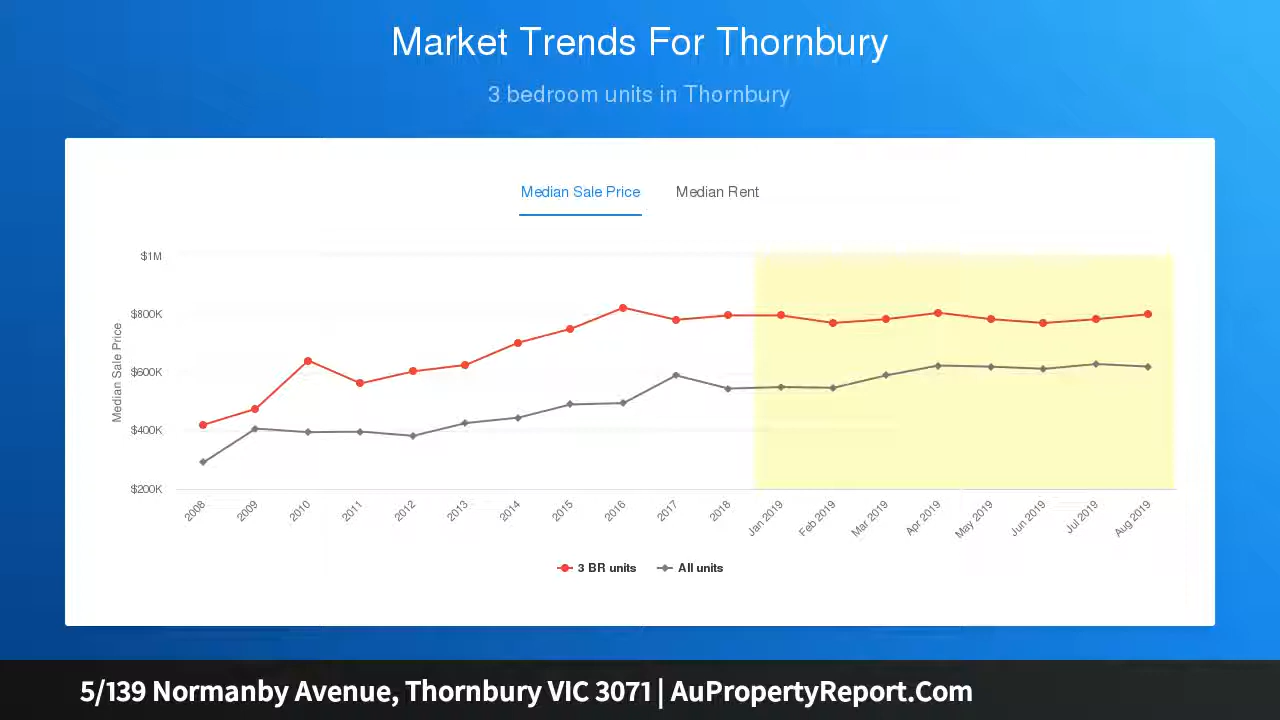 Market Trends For Thornbury
3 bedroom units in Thornbury
Median Sale Price Median Rent
Median Sale Price
$1M
$800K
$600K
$400K
$200K
2008 2009 2010 2011 2012 2013 2014 2015 2016 2017 2018 Jan 2019 Feb 2019 Mar 2019 Apr 2019 May 2019 Jun 2019 Jul 2019 Aug 2019
3 BR units All units
5/139 Normanby Avenue, Thornbury VIC 3071 | AuPropertyReport.Com